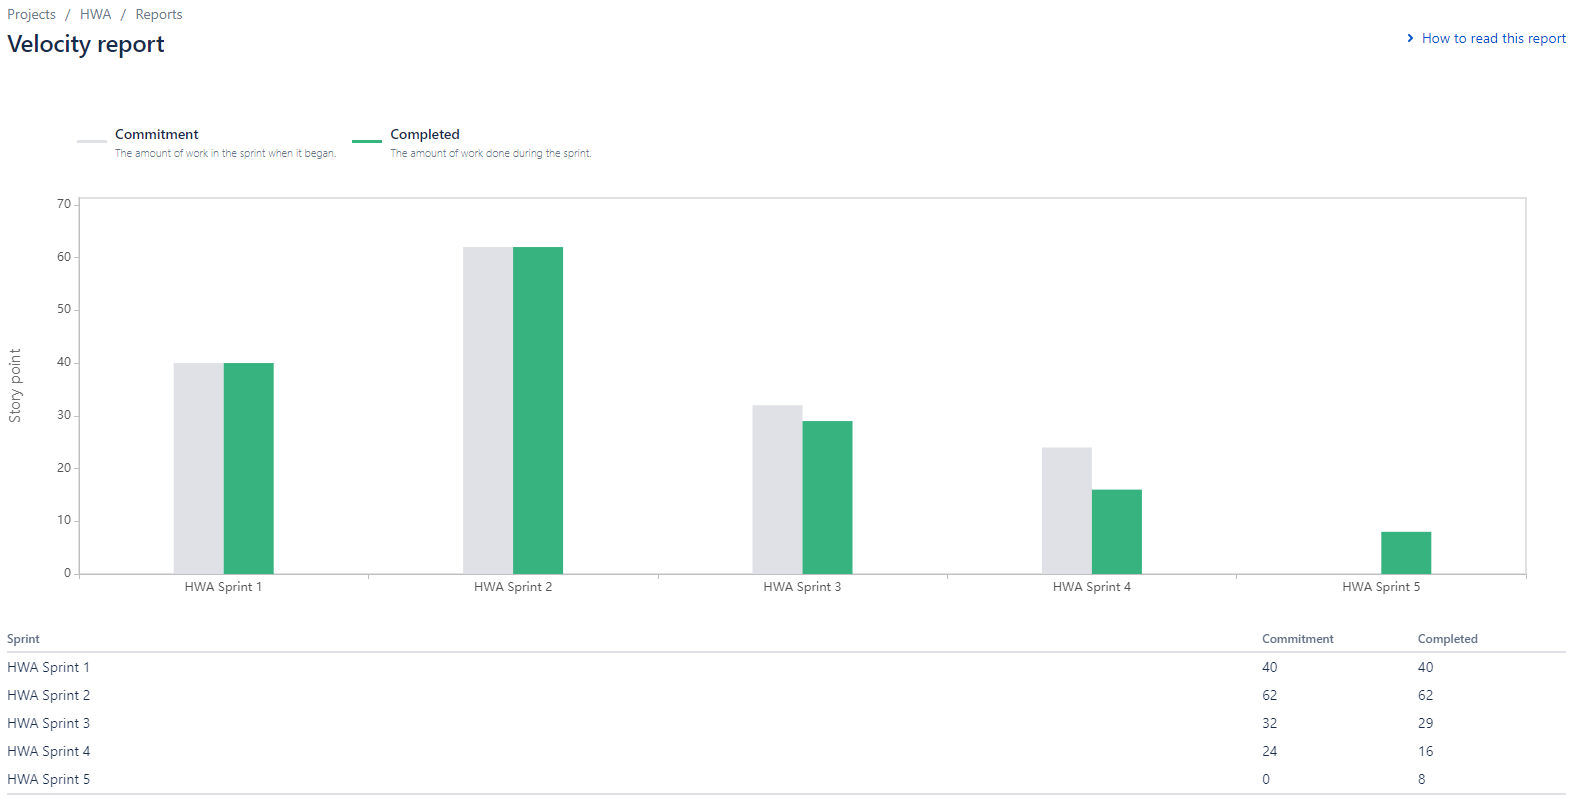 Projects / HWA / Reports
Velocity report
How to read this report
Commitment
The amount of work in the sprint when it began.
Completed
The amount of work done during the sprint.
Story point
70
60
50
40
30
20
10
0
HWA Sprint 1 HWA Sprint 2 HWA Sprint 3 HWA Sprint 4 HWA Sprint 5
Sprint Commitment Completed
HWA Sprint 1 40 40
HWA Sprint 2 62 62
HWA Sprint 3 32 29
HWA Sprint 4 24 16
HWA Sprint 5 0 8